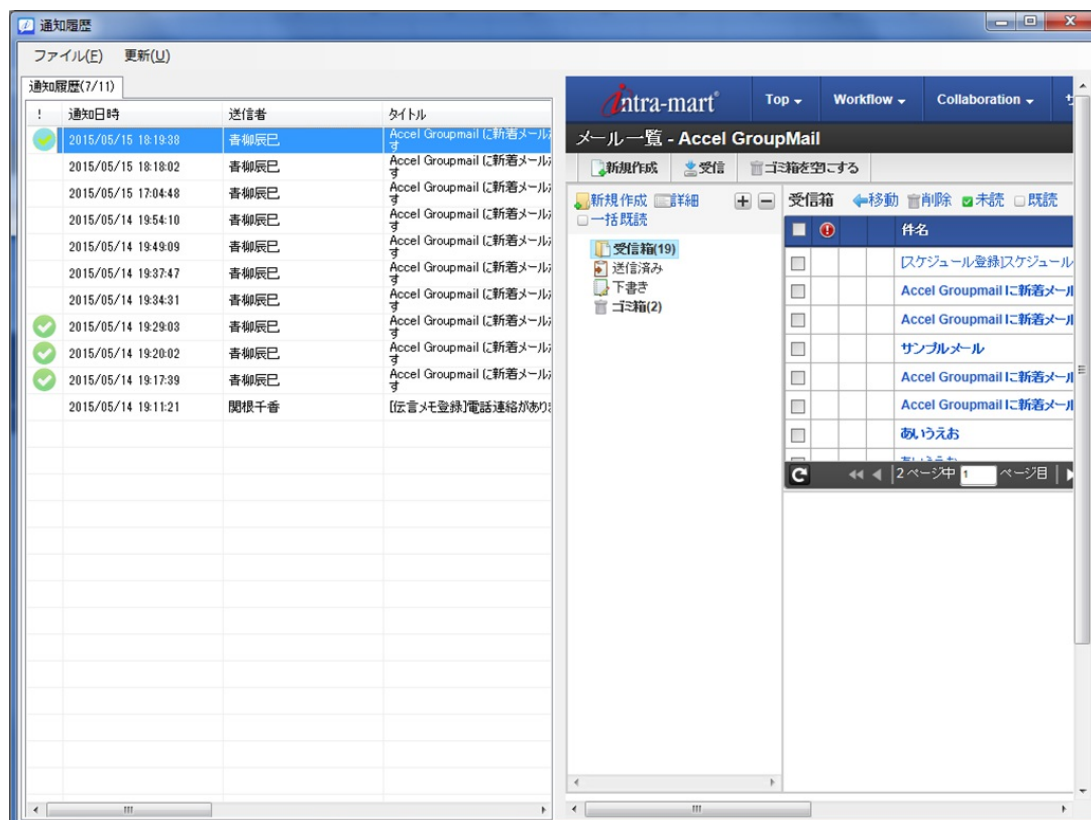 通知履歴
ファイル(F) 更新(U)
通知履歴(7/11)
! 通知日時 送信者 タイトル
2015/05/15 18:19:38 青柳辰巳 Accel Groupmail に新着メールが
す
2015/05/15 18:18:02 青柳辰巳 Accel Groupmail に新着メール
す
2015/05/15 17:04:48 青柳辰巳 Accel Groupmail に新着メール
す
2015/05/14 19:54:10 青柳辰巳 Accel Groupmail に新着メール
す
2015/05/14 19:49:09 青柳辰巳 Accel Groupmail に新着メール
す
2015/05/14 19:37:47 青柳辰巳 Accel Groupmail に新着メール
す
2015/05/14 19:34:31 青柳辰巳 Accel Groupmail に新着メール
す
2015/05/14 19:29:03 青柳辰巳 Accel Groupmail に新着メール
す
2015/05/14 19:20:02 青柳辰巳 Accel Groupmail に新着メール
す
2015/05/14 19:17:39 青柳辰巳 Accel Groupmail に新着メール
す
2015/05/14 19:11:21 関根千香 [伝言メモ登録]電話連絡があり
intra-mart® Top Workflow Collaboration サ
メール一覧 - Accel GroupMail
新規作成 受信 ゴミ箱を空にする
新規作成 詳細
一括既読
受信箱(19)
送信済み
下書き
ゴミ箱(2)
受信箱 移動 削除 未読 既読
件名
[スケジュール登録]スケジュール
Accel Groupmail に新着メール
Accel Groupmail に新着メール
サンプルメール
Accel Groupmail に新着メール
Accel Groupmail に新着メール
あいうえお
2 ページ中 1 ページ目